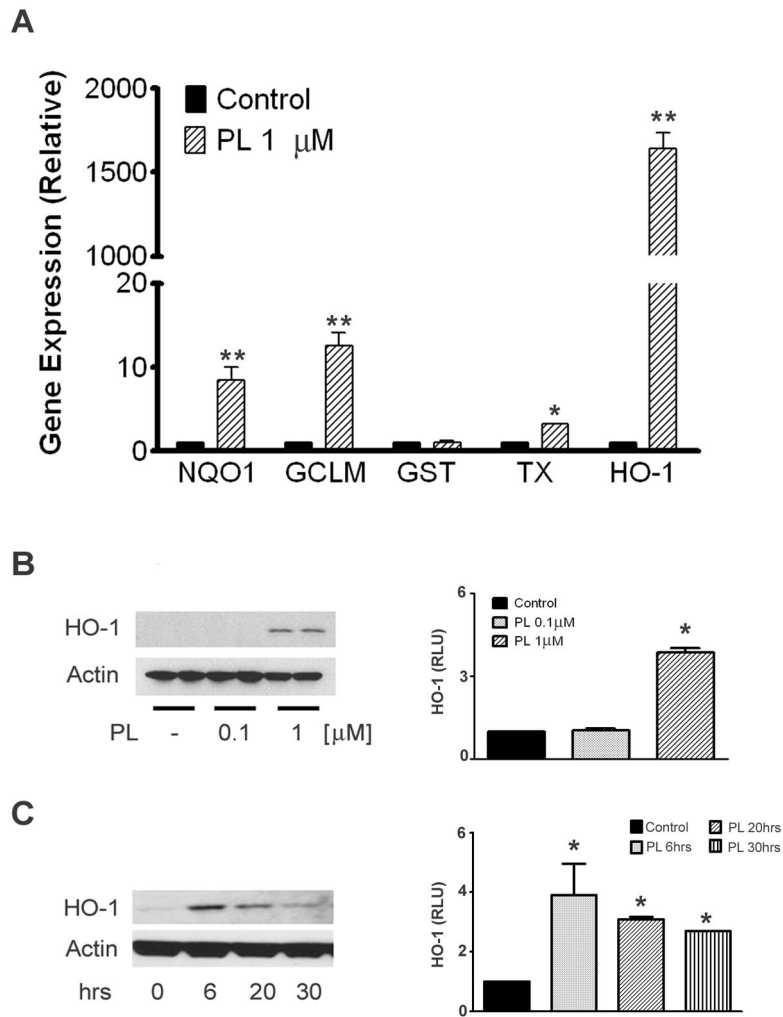 A
Gene Expression (Relative)
2000
1500
1000
20
10
0
Control
PL 1 μM
**
**
*
**
NQO1 GCLM GST TX HO-1
B
HO-1
Actin
PL - 0.1 1 [μM]
HO-1 (RLU)
6
3
0
Control
PL 0.1μM
PL 1μM
*
C
HO-1
Actin
hrs 0 6 20 30
HO-1 (RLU)
6
4
2
0
Control PL 20hrs
PL 6hrs PL 30hrs
*
*
*